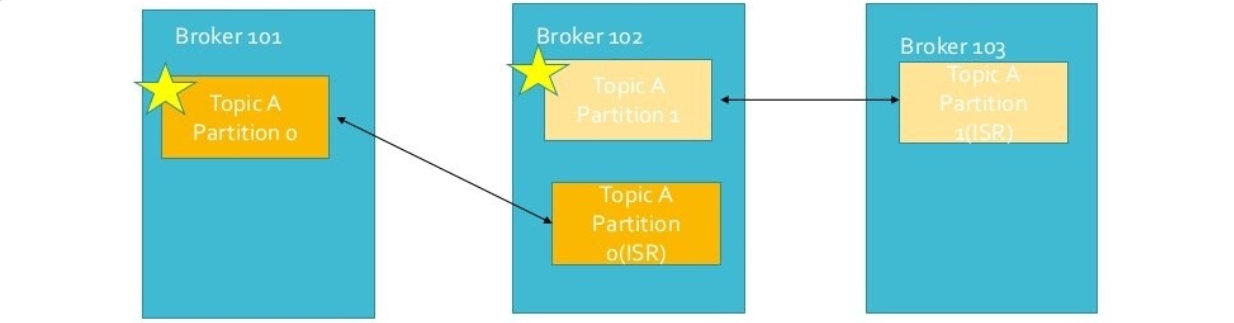 Broker 101
Topic A
Partition 0
Broker 102
Topic A
Partition 1
Topic A
Partition
0(ISR)
Broker 103
Topic A
Partition
1(ISR)